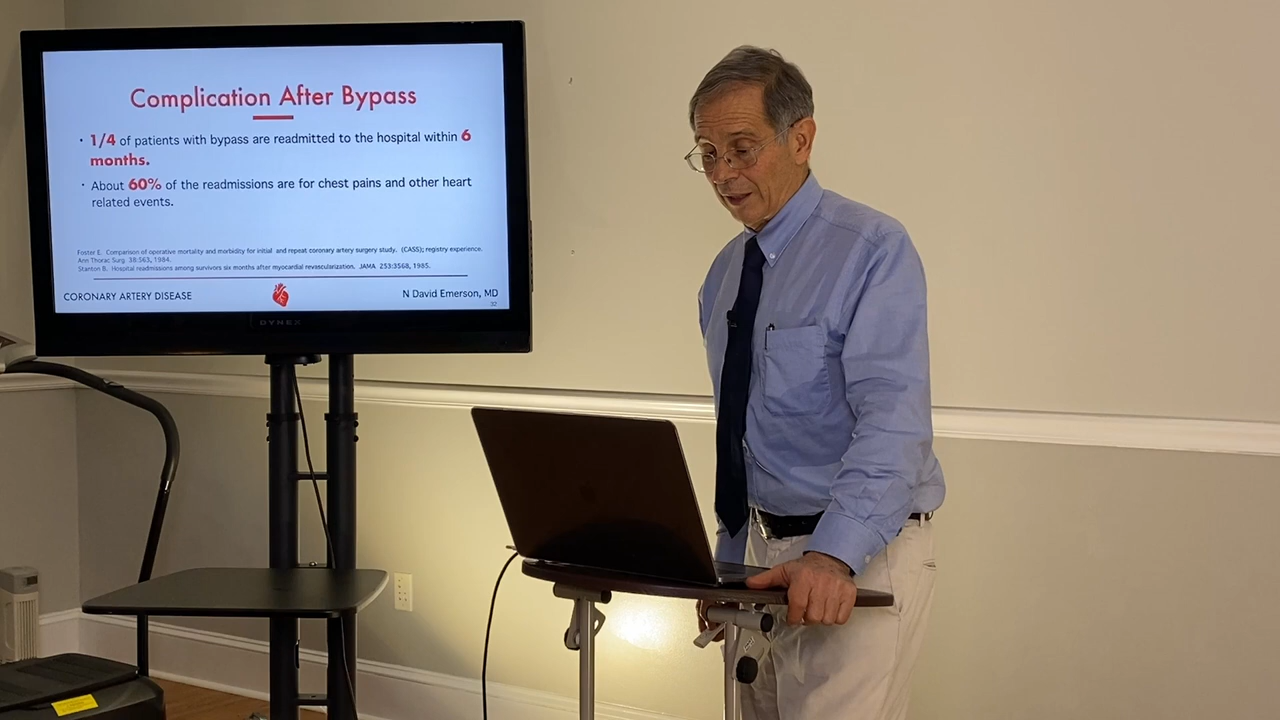 Complication After Bypass
· 1/4 of patients with bypass are readmitted to the hospital within 6
months.
· About 60% of the readmissions are for chest pains and other heart
related events.
Foster E. Comparison of operative mortality and morbidity for initial and repeat coronary artery surgery study. (CASS); registry experience.
Ann Thorac Surg 38:563, 1984.
Stanton B. Hospital readmissions among survivors six months after myocardial revascularization. JAMA 253:3568, 1985.
CORONARY ARTERY DISEASE
N David Emerson, MD
32
DYNEX